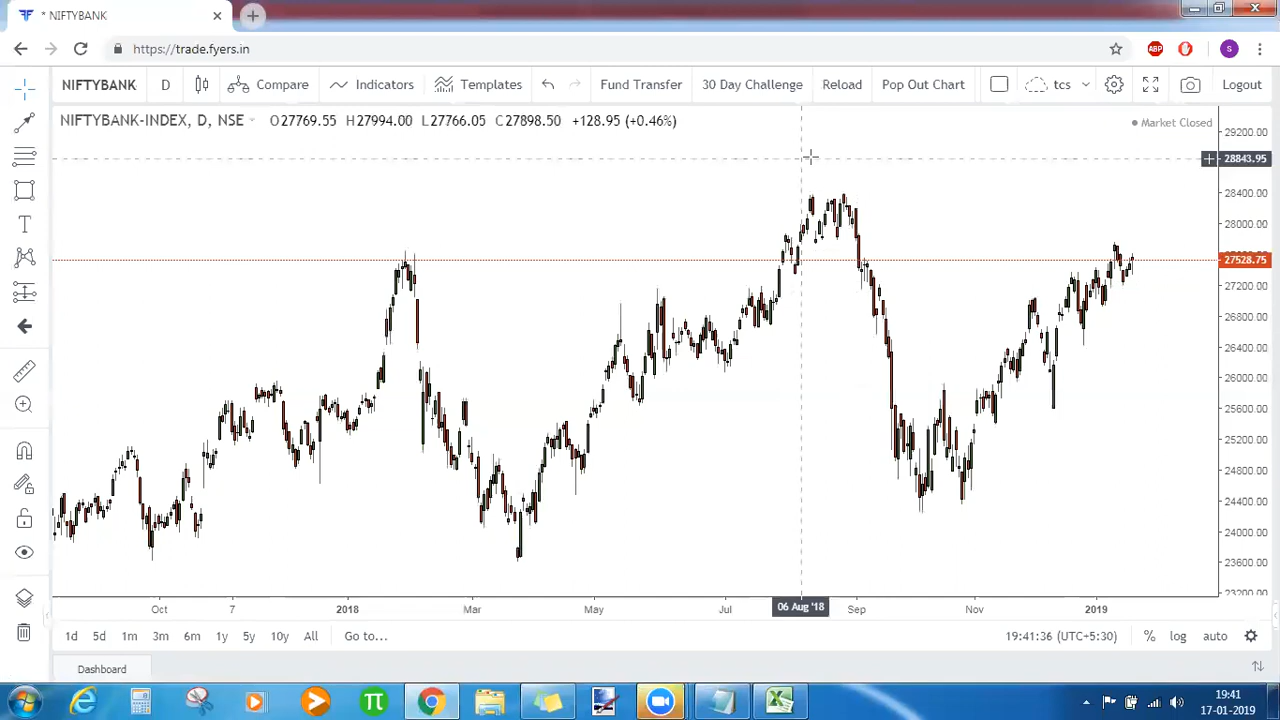 * NIFTYBANK
https://trade.fyers.in
ABP
S
NIFTYBANK D Compare Indicators Templates Fund Transfer 30 Day Challenge Reload Pop Out Chart tcs Logout
NIFTYBANK-INDEX, D, NSE O27769.55 H27994.00 L27766.05 C27898.50 +128.95 (+0.46%)
Market Closed
29200.00
28843.95
28400.00
28000.00
27528.75
27200.00
26800.00
26400.00
26000.00
25600.00
25200.00
24800.00
24400.00
24000.00
23600.00
23200.00
Oct 7 2018 Mar May Jul 06 Aug '18 Sep Nov 2019
1d 5d 1m 3m 6m 1y 5y 10y All Go to... 19:41:36 (UTC+5:30) % log auto
Dashboard
19:41
17-01-2019